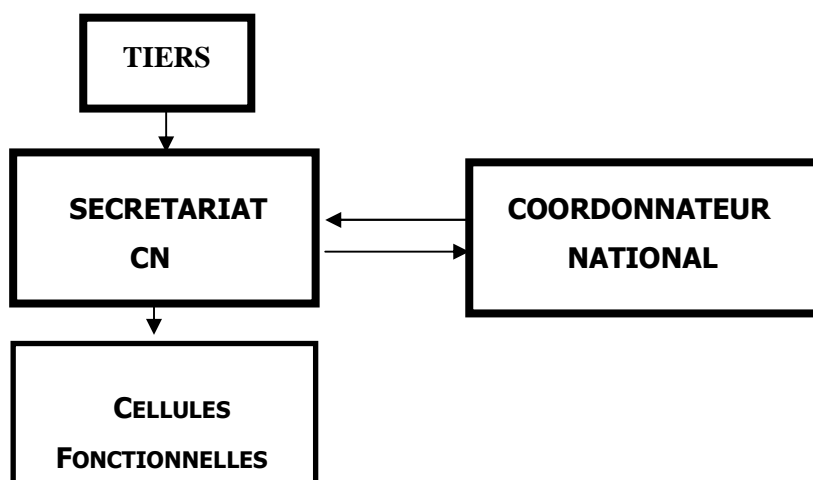 TIERS
SECRETARIAT
CN
COORDONNATEUR
NATIONAL
CELLULES
FONCTIONNELLES